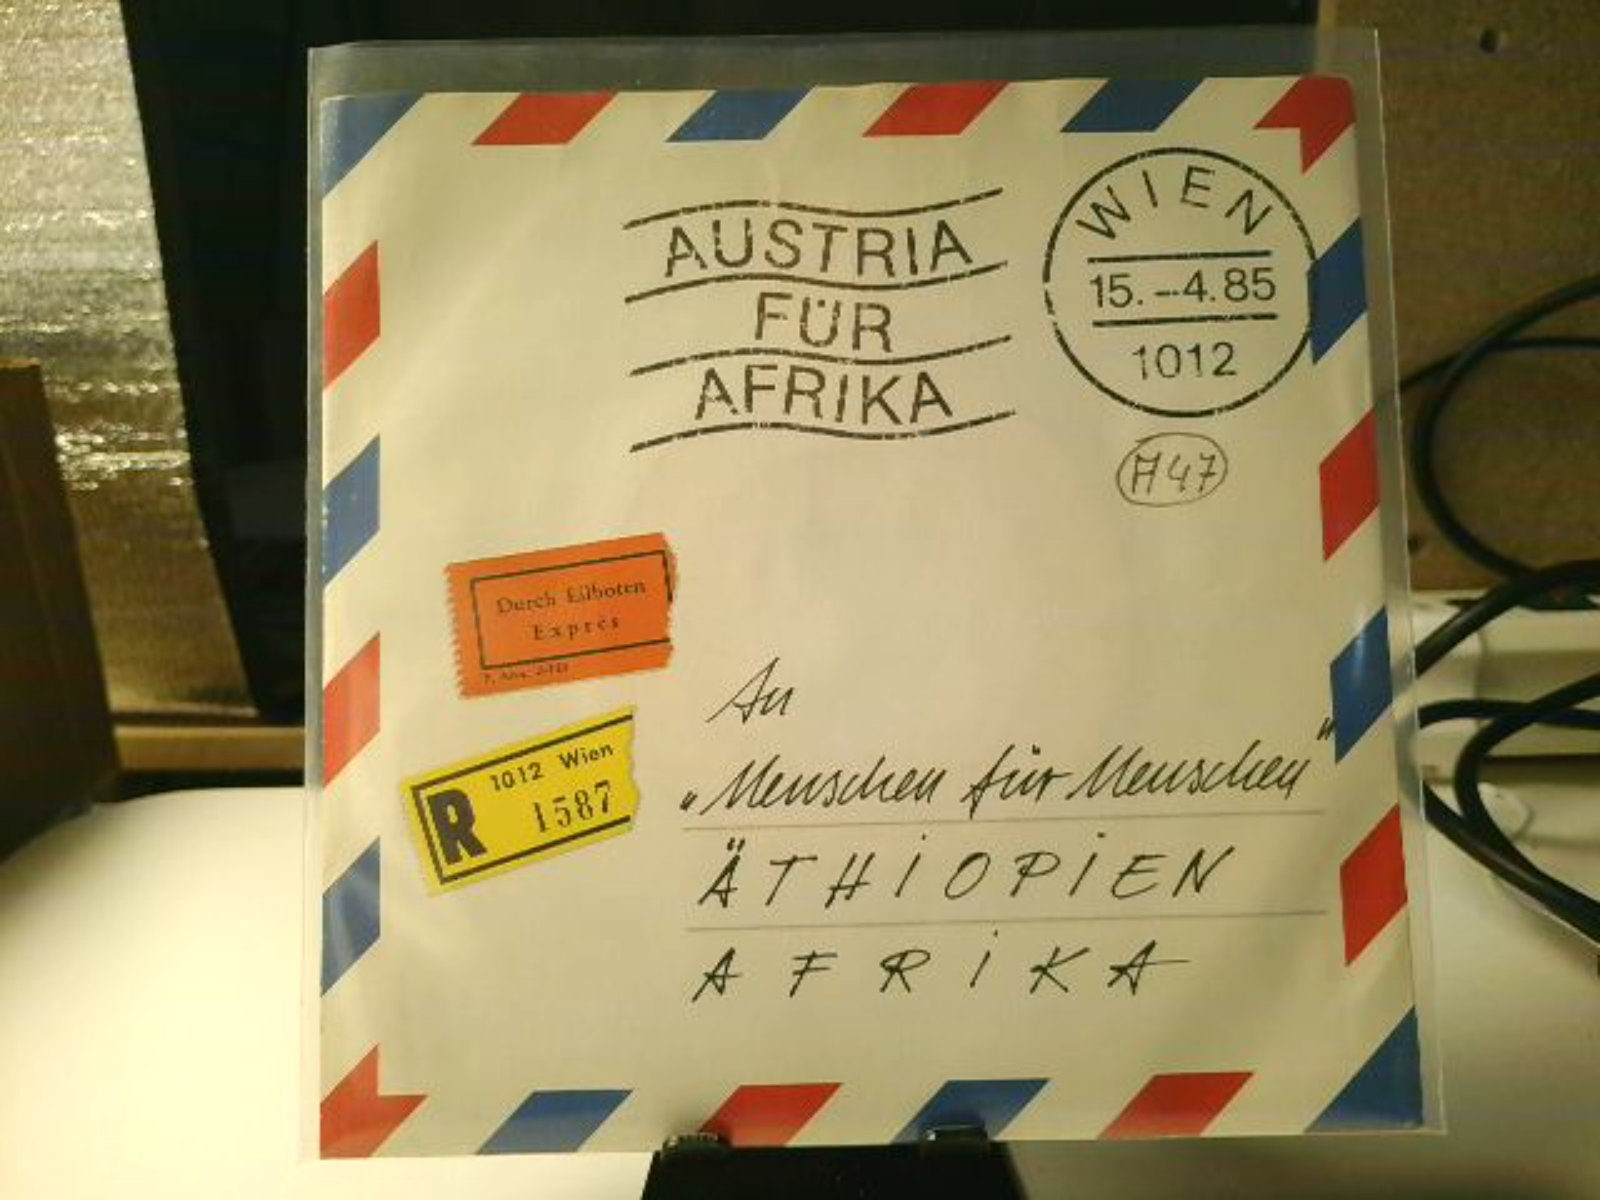 AUSTRIA
FÜR
AFRIKA
WIEN
15.-4.85
1012
A47
Durch Eilboten
Expres
1012 Wien
R 1587
An
„Menschen für Menschen"
ÄTHIOPIEN
AFRIKA